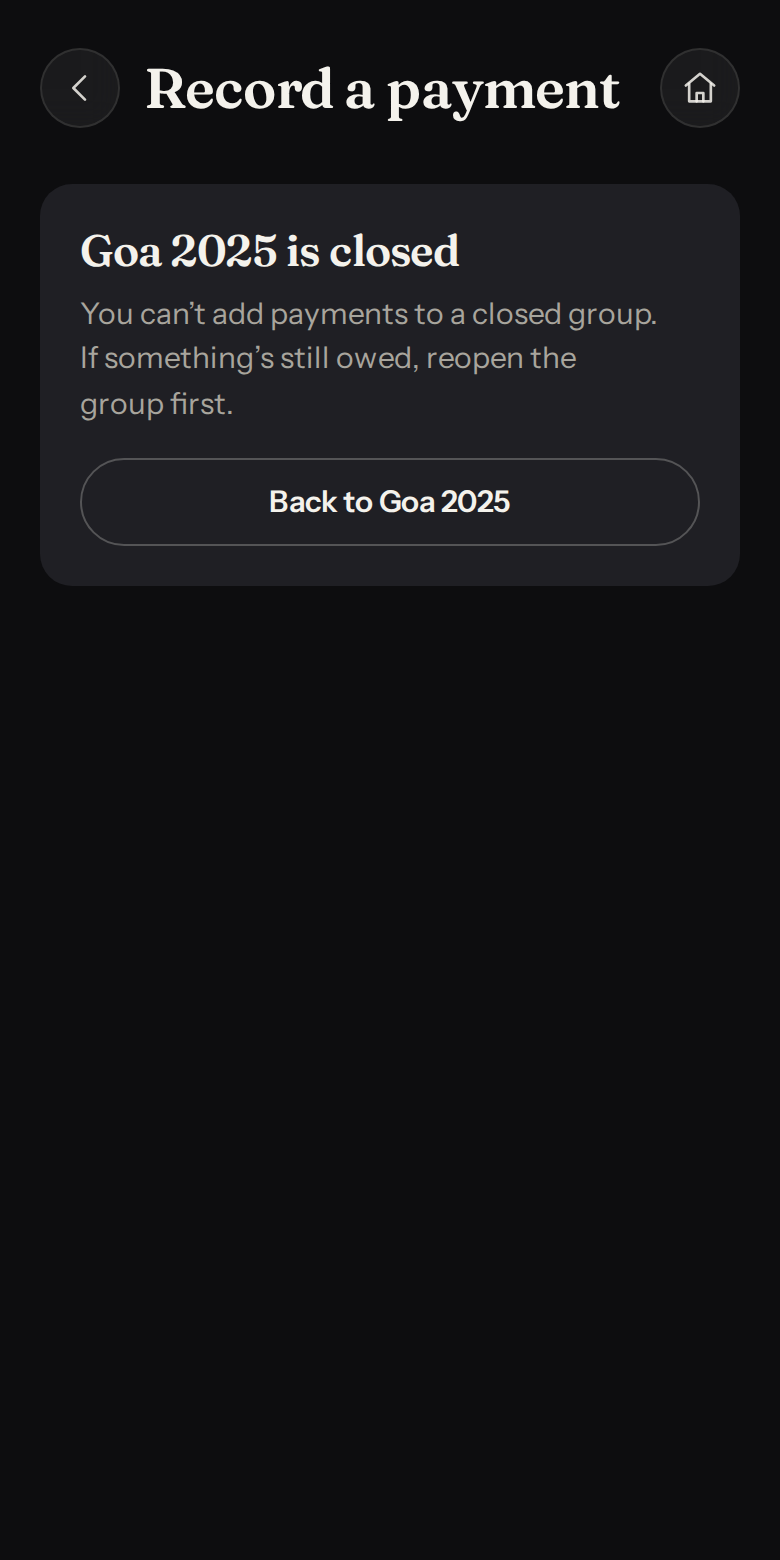 Record a payment
Goa 2025 is closed
You can’t add payments to a closed group.
If something’s still owed, reopen the
group first.
Back to Goa 2025